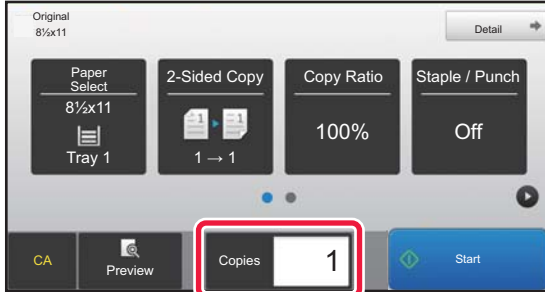 Original
8½x11
Detail
Paper
Select
8½x11
Tray 1
2-Sided Copy
1 → 1
Copy Ratio
100%
Staple / Punch
Off
CA
Preview
Copies
1
Start